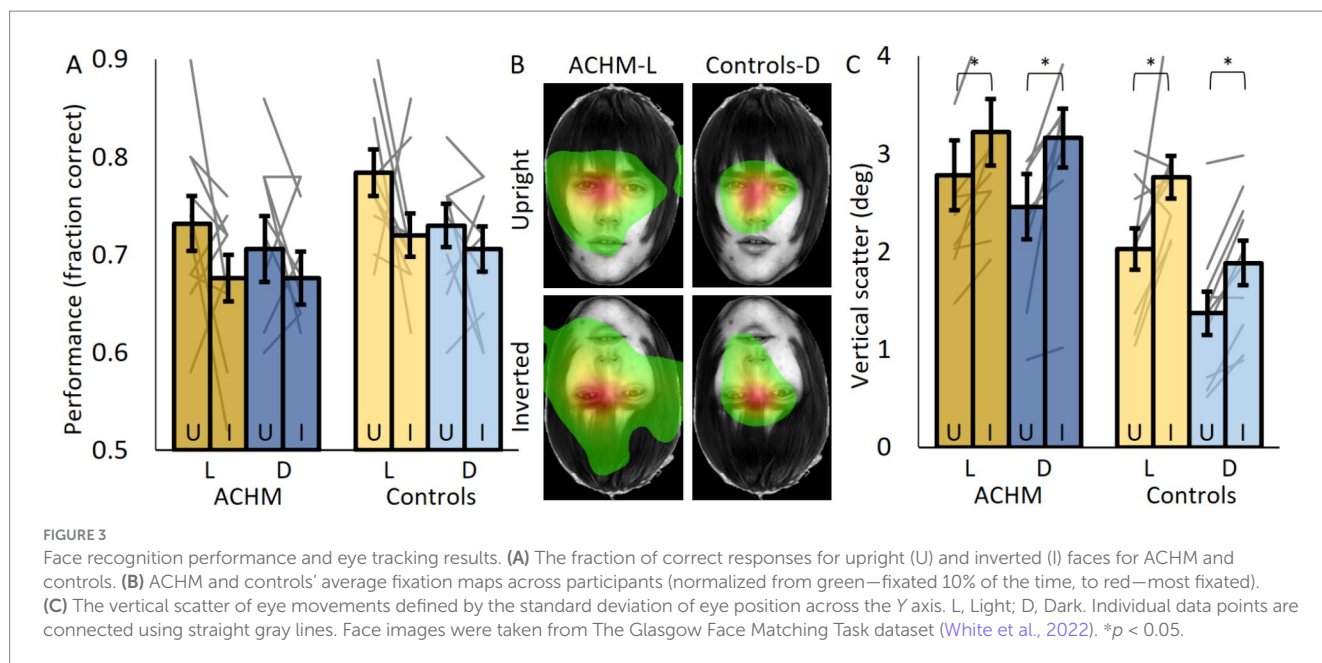 A
Performance (fraction correct)
0.9
0.8
0.7
0.6
0.5
U I U I U I U I
L D L D
ACHM Controls
B
ACHM-L Controls-D
Upright
Inverted
C
Vertical scatter (deg)
4
3
2
1
0
* * * *
U I U I U I U I
L D L D
ACHM Controls
FIGURE 3
Face recognition performance and eye tracking results. (A) The fraction of correct responses for upright (U) and inverted (I) faces for ACHM and
controls. (B) ACHM and controls' average fixation maps across participants (normalized from green—fixated 10% of the time, to red—most fixated).
(C) The vertical scatter of eye movements defined by the standard deviation of eye position across the Y axis. L, Light; D, Dark. Individual data points are
connected using straight gray lines. Face images were taken from The Glasgow Face Matching Task dataset (White et al., 2022). *p < 0.05.